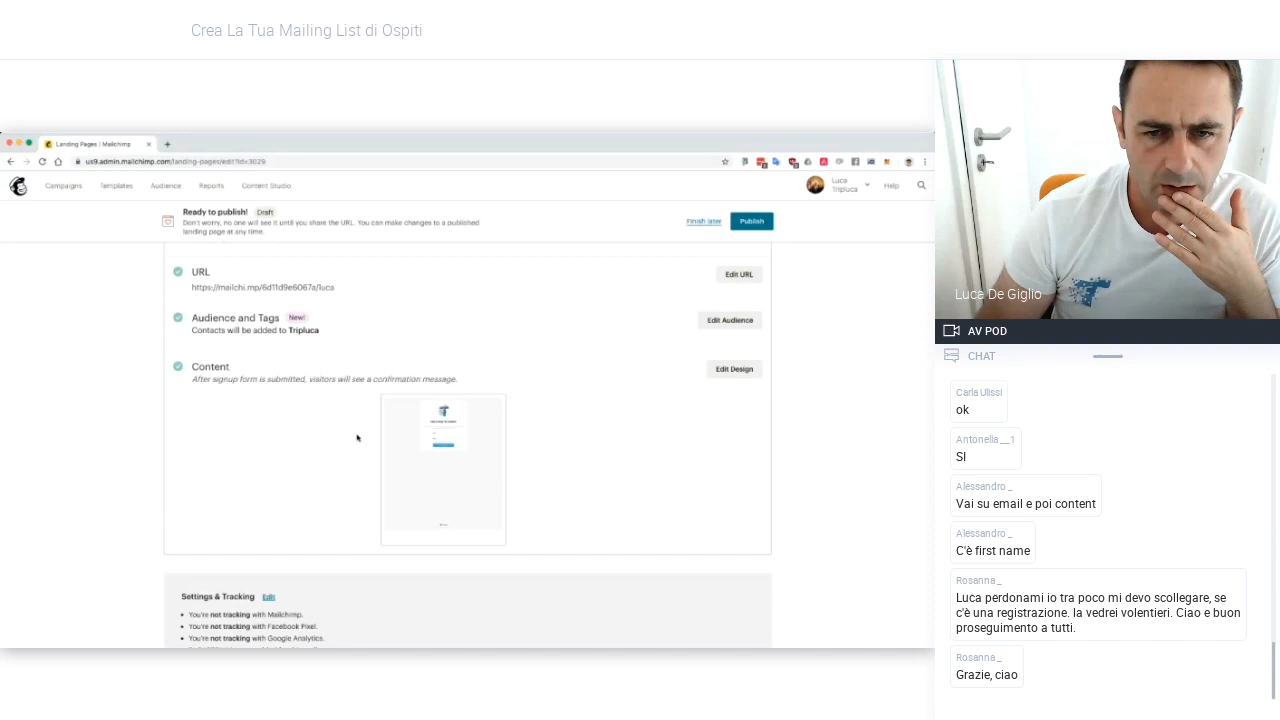 Crea La Tua Mailing List di Ospiti
Landing Pages | Mailchimp
us9.admin.mailchimp.com/landing-pages/edit?id=3029
Campaigns Templates Audience Reports Content Studio
Luca
Tripluca
Help
Ready to publish! Draft
Don't worry, no one will see it until you share the URL. You can make changes to a published
landing page at any time.
Finish later
Publish
URL
Edit URL
https://mailchi.mp/6d11d9e6067a/luca
Audience and Tags New!
Edit Audience
Contacts will be added to Tripluca
Content
Edit Design
After signup form is submitted, visitors will see a confirmation message.
Settings & Tracking Edit
You're not tracking with Mailchimp.
You're not tracking with Facebook Pixel.
You're not tracking with Google Analytics.
Luca De Giglio
AV POD
CHAT
Carla Ulissi
ok
Antonella__1
SI
Alessandro_
Vai su email e poi content
Alessandro_
C'è first name
Rosanna_
Luca perdonami io tra poco mi devo scollegare, se
c'è una registrazione. la vedrei volentieri. Ciao e buon
proseguimento a tutti.
Rosanna_
Grazie, ciao